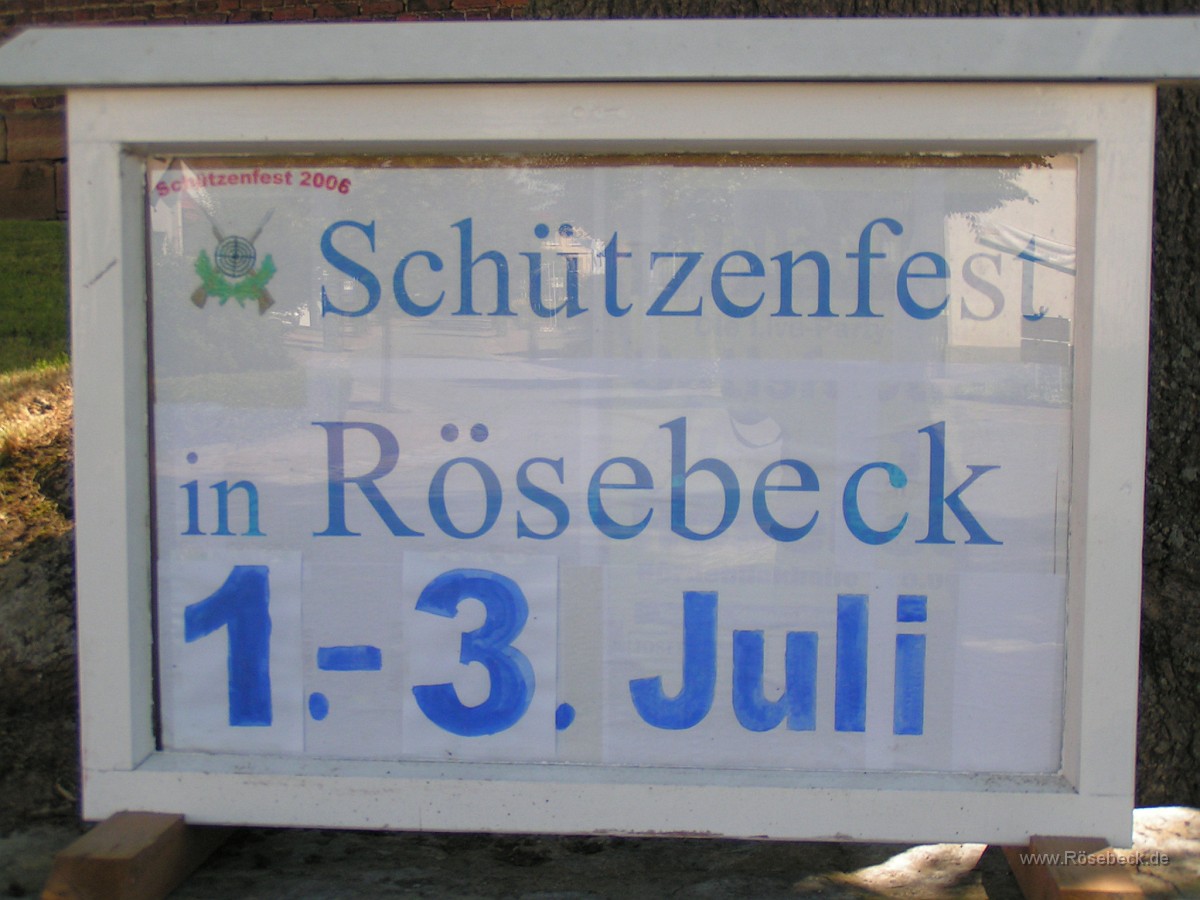 Schützenfest 2006
Schützenfest
in Rösebeck
1.- 3. Juli
www.Rösebeck.de